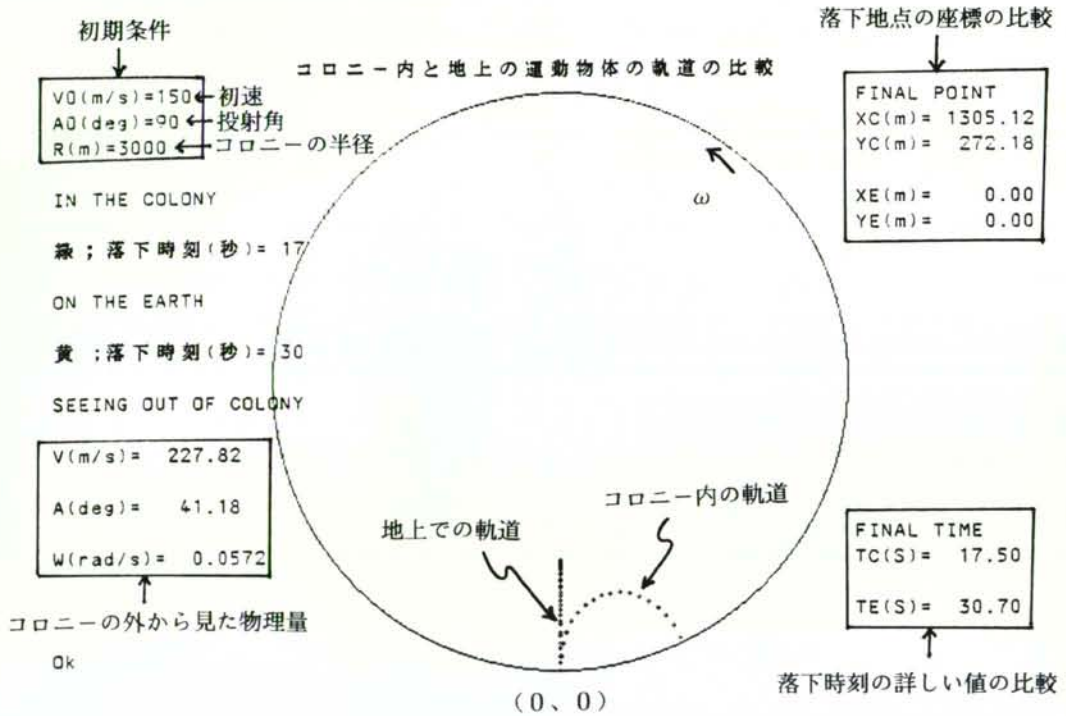 初期条件
V0(m/s)=150 ← 初速
A0(deg)=90 ← 投射角
R(m)=3000 ← コロニーの半径
IN THE COLONY
緑；落下時刻(秒)= 17
ON THE EARTH
黄 ;落下時刻(秒)= 30
SEEING OUT OF COLONY
V(m/s)= 227.82
A(deg)= 41.18
W(rad/s)= 0.0572
コロニーの外から見た物理量
Ok
コロニー内と地上の運動物体の軌道の比較
ω
地上での軌道
コロニー内の軌道
(0、0)
落下地点の座標の比較
FINAL POINT
XC(m)= 1305.12
YC(m)= 272.18
XE(m)= 0.00
YE(m)= 0.00
FINAL TIME
TC(S)= 17.50
TE(S)= 30.70
落下時刻の詳しい値の比較